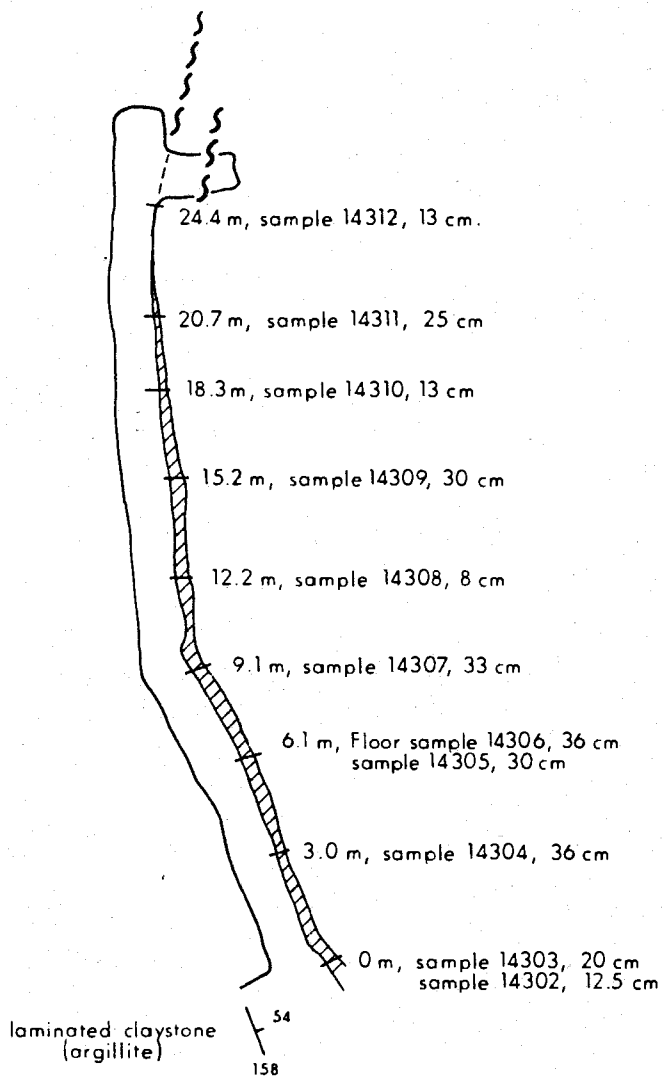 24.4 m, sample 14312, 13 cm.
20.7 m, sample 14311, 25 cm
18.3 m, sample 14310, 13 cm
15.2 m, sample 14309, 30 cm
12.2 m, sample 14308, 8 cm
9.1 m, sample 14307, 33 cm
6.1 m, Floor sample 14306, 36 cm
sample 14305, 30 cm
3.0 m, sample 14304, 36 cm
0 m, sample 14303, 20 cm
sample 14302, 12.5 cm
54
laminated claystone
(argillite)
158